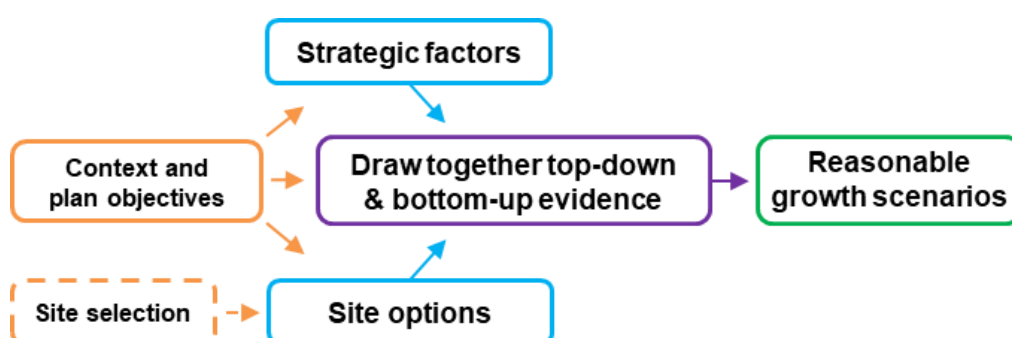 Strategic factors
Context and
plan objectives
Draw together top-down
& bottom-up evidence
Reasonable
growth scenarios
Site selection
Site options